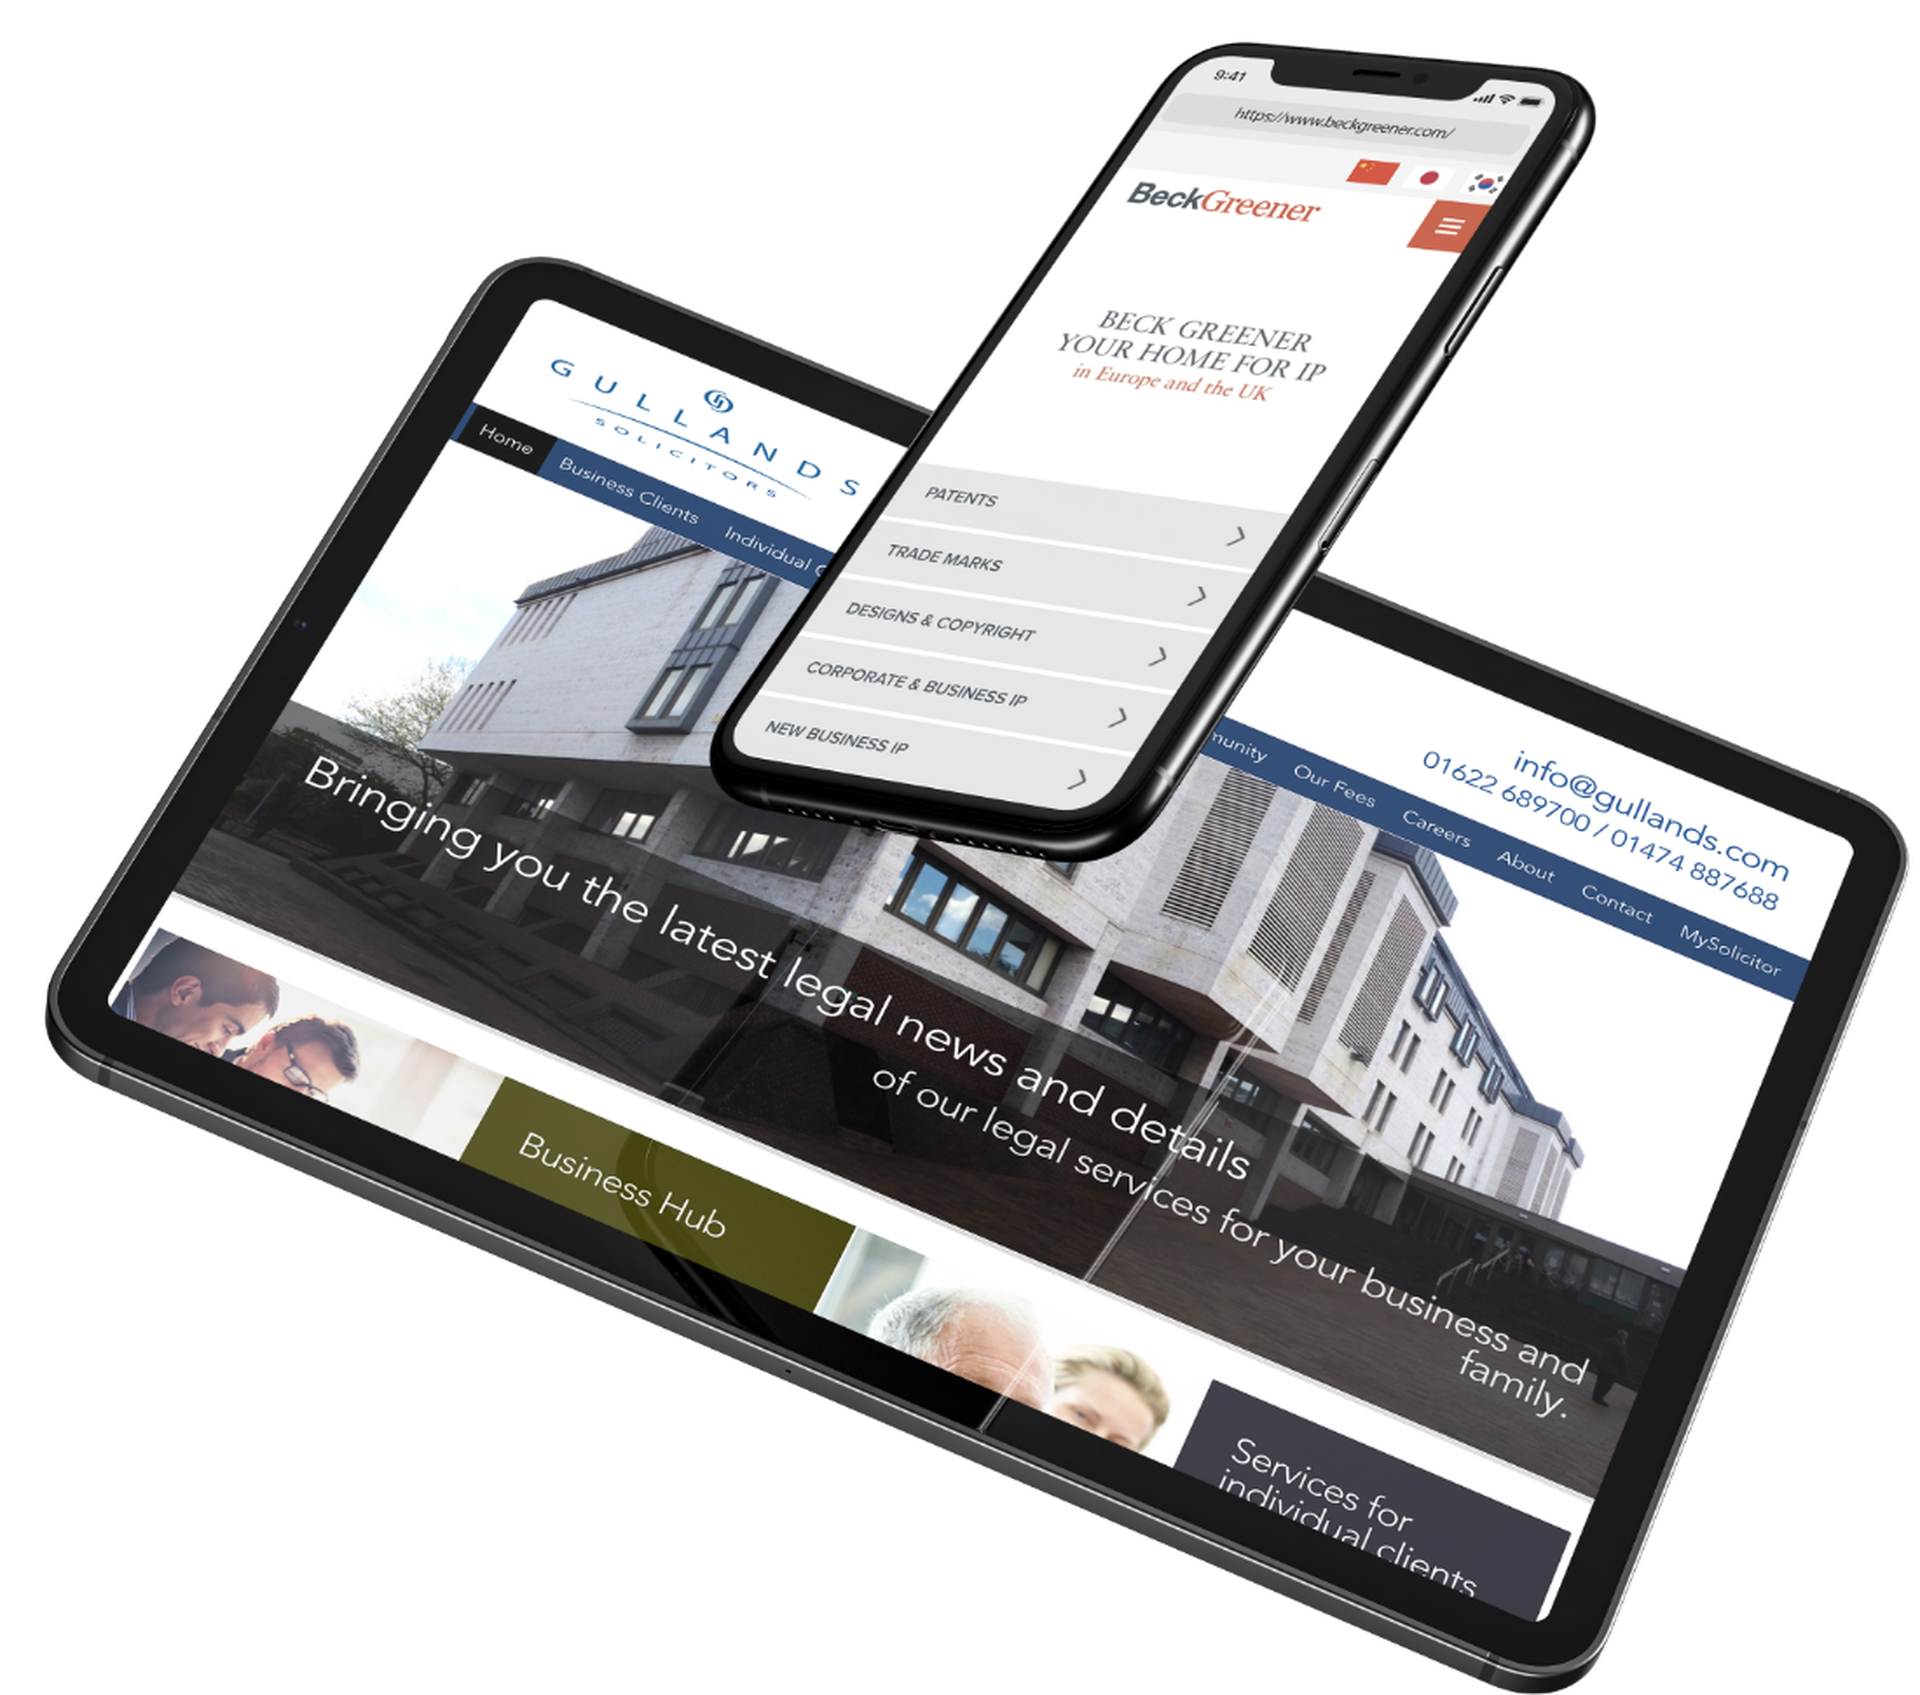 9:41
https://www.beckgreener.com/
BeckGreener
BECK GREENER
YOUR HOME FOR IP
in Europe and the UK
PATENTS
TRADE MARKS
DESIGNS & COPYRIGHT
CORPORATE & BUSINESS IP
NEW BUSINESS IP
GULLANDS
SOLICITORS
info@gullands.com
01622 689700 / 01474 887688
Home Business Clients Individual Our Fees Careers About Contact MySolicitor
Bringing you the latest legal news and details
of our legal services for your business and
family.
Business Hub
Services for
individual clients